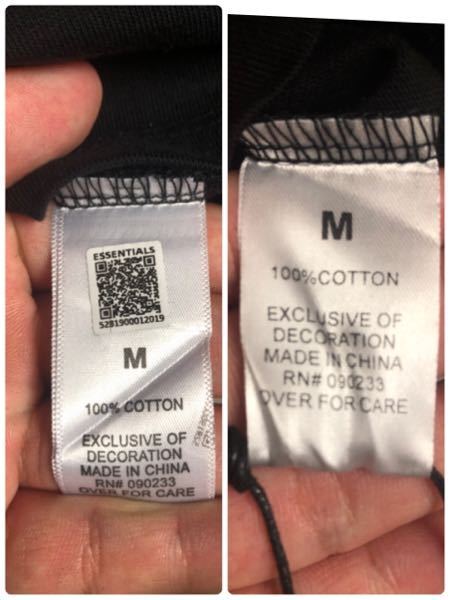 ESSENTIALS
5281900012019
M
100% COTTON
EXCLUSIVE OF
DECORATION
MADE IN CHINA
RN# 090233
OVER FOR CARE
M
100%COTTON
EXCLUSIVE OF
DECORATION
MADE IN CHINA
RN# 090233
OVER FOR CARE